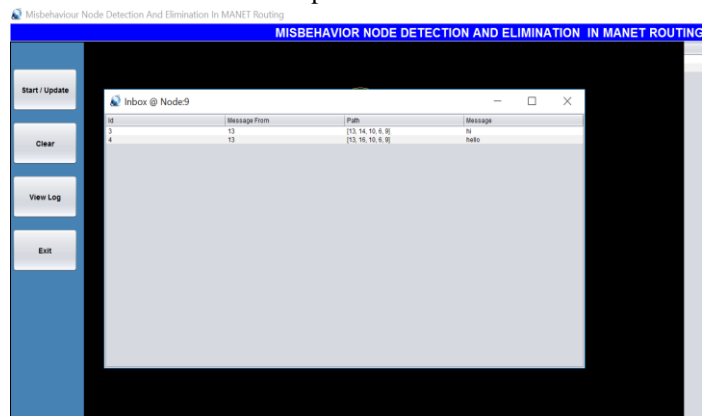 Misbehaviour Node Detection And Elimination In MANET Routing
MISBEHAVIOR NODE DETECTION AND ELIMINATION IN MANET ROUTING
Start / Update
Clear
View Log
Exit
Inbox @ Node:9
Id Message From Path Message
3 13 [13, 14, 10, 6, 9] hi
4 13 [13, 16, 10, 6, 9] hello